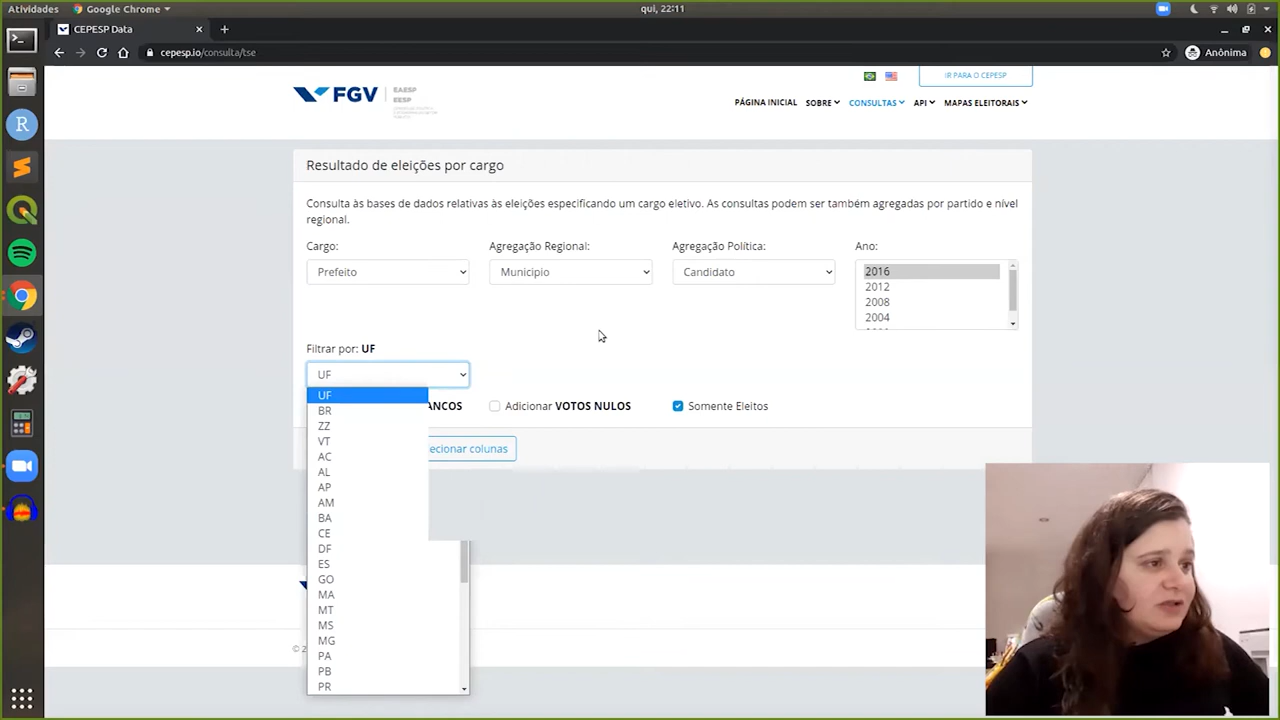 Atividades
Google Chrome
qui, 22:11
CEPESP Data
cepesp.io/consulta/tse
Anônima
FGV
EAESP
EESP
IR PARA O CEPESP
PÁGINA INICIAL
SOBRE
CONSULTAS
API
MAPAS ELEITORAIS
Resultado de eleições por cargo
Consulta às bases de dados relativas às eleições especificando um cargo eletivo. As consultas podem ser também agregadas por partido e nível
regional.
Cargo:
Agregação Regional:
Agregação Política:
Ano:
Prefeito
Municipio
Candidato
2016
2012
2008
2004
Filtrar por: UF
UF
UF
BR
ZZ
VT
AC
AL
AP
AM
BA
CE
DF
ES
GO
MA
MT
MS
MG
PA
PB
PR
ANCOS
Adicionar VOTOS NULOS
Somente Eleitos
lecionar colunas